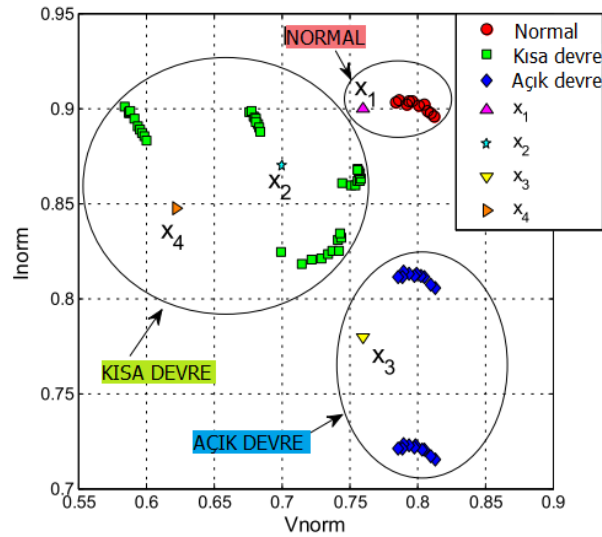 NORMAL
Normal
Kısa devre
Açık devre
x1
x2
x3
x4
x1
x2
x4
x3
KISA DEVRE
AÇIK DEVRE
Inorm
0.95
0.9
0.85
0.8
0.75
0.7
0.55 0.6 0.65 0.7 0.75 0.8 0.85 0.9
Vnorm